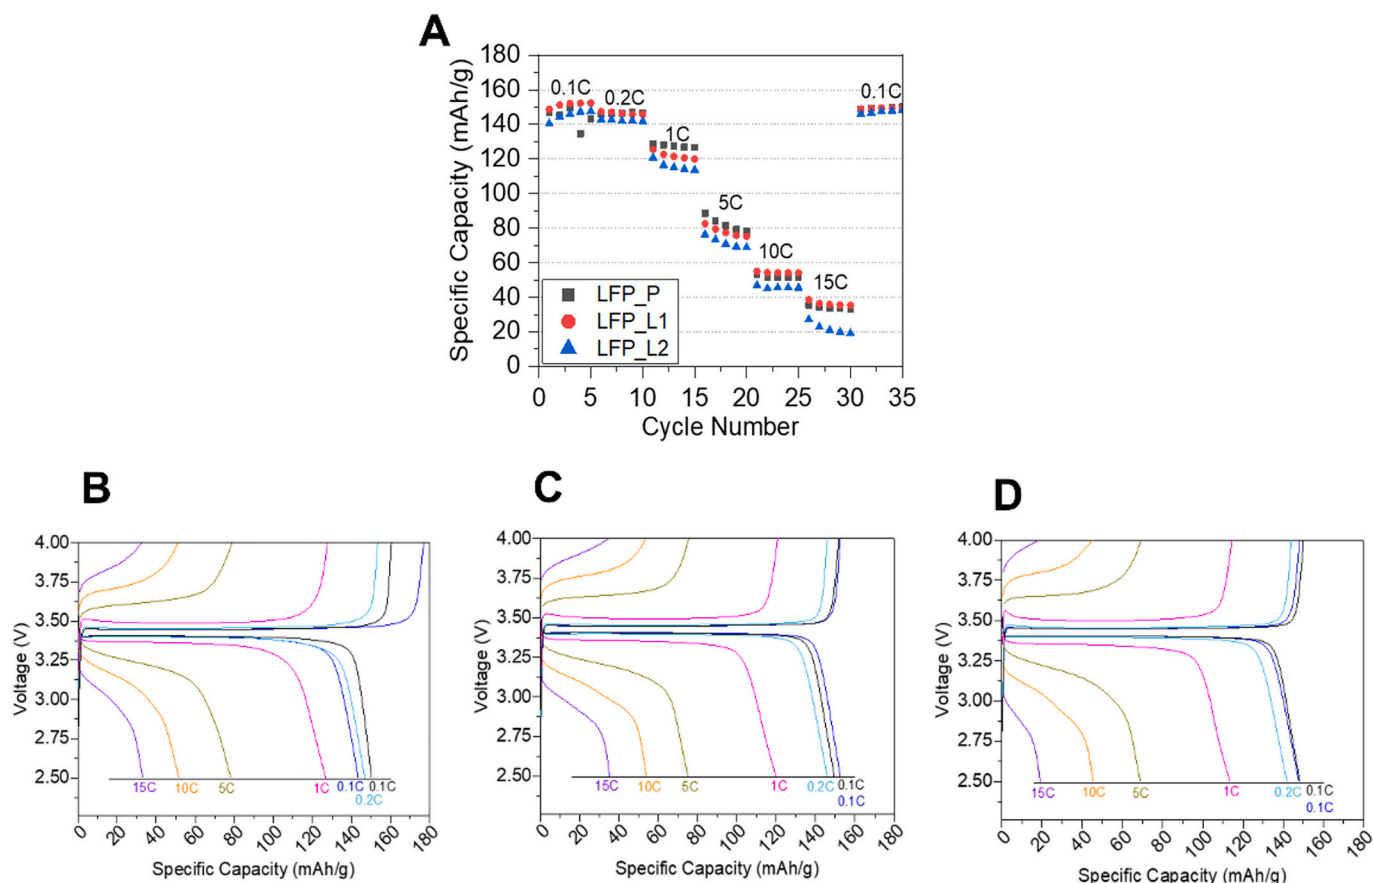 A
Specific Capacity (mAh/g)
180
160
140
120
100
80
60
40
20
0
0.1C
0.2C
1C
5C
10C
15C
0.1C
LFP_P
LFP_L1
LFP_L2
0 5 10 15 20 25 30 35
Cycle Number
B
Voltage (V)
4.00
3.75
3.50
3.25
3.00
2.75
2.50
15C 10C 5C 1C 0.1C 0.1C
0.2C
0 20 40 60 80 100 120 140 160 180
Specific Capacity (mAh/g)
C
Voltage (V)
4.00
3.75
3.50
3.25
3.00
2.75
2.50
15C 10C 5C 1C 0.2C 0.1C
0.1C
0 20 40 60 80 100 120 140 160 180
Specific Capacity (mAh/g)
D
Voltage (V)
4.00
3.75
3.50
3.25
3.00
2.75
2.50
15C 10C 5C 1C 0.2C 0.1C
0.1C
0 20 40 60 80 100 120 140 160 180
Specific Capacity (mAh/g)